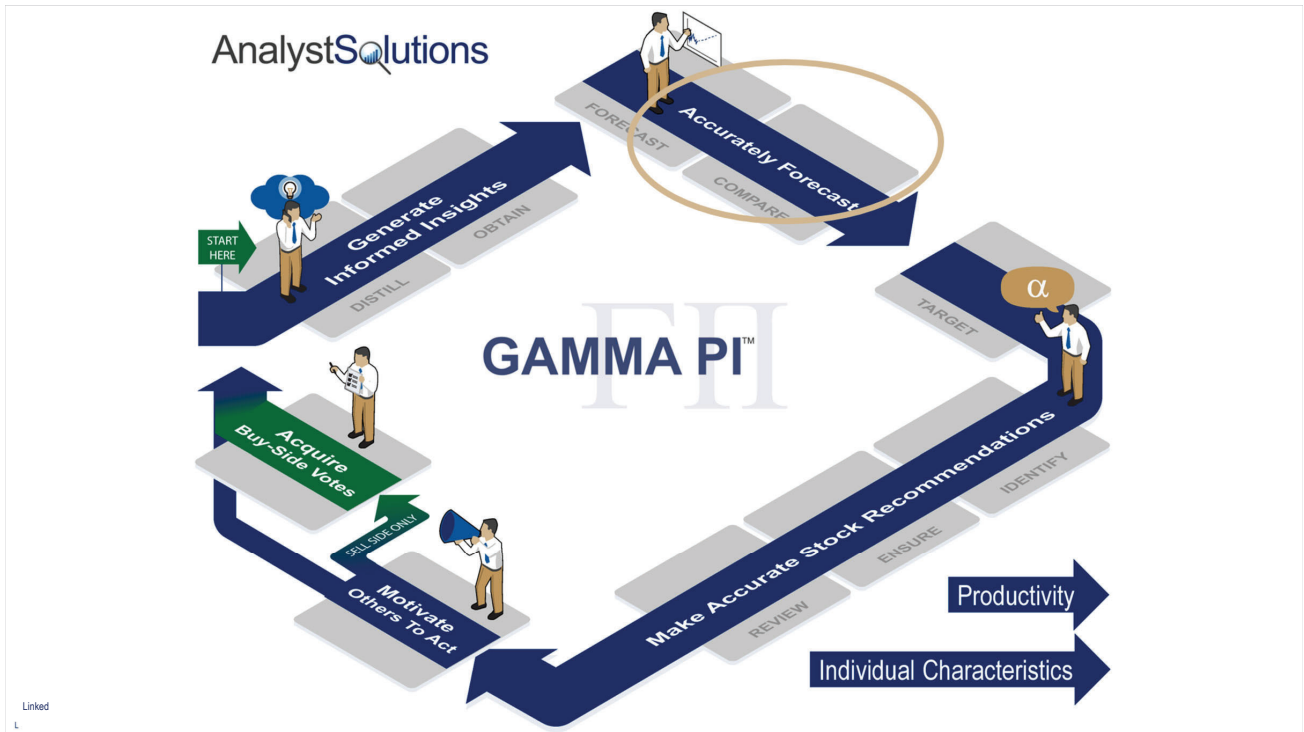 AnalystSolutions
START
HERE
Generate
Informed Insights
DISTILL
OBTAIN
Accurately Forecast
FORECAST
COMPARE
α
TARGET
ΓΠ
GAMMA PI™
Make Accurate Stock Recommendations
IDENTIFY
ENSURE
REVIEW
Motivate
Others To Act
SELL SIDE ONLY
Acquire
Buy-Side Votes
Productivity
Individual Characteristics
Linked
L